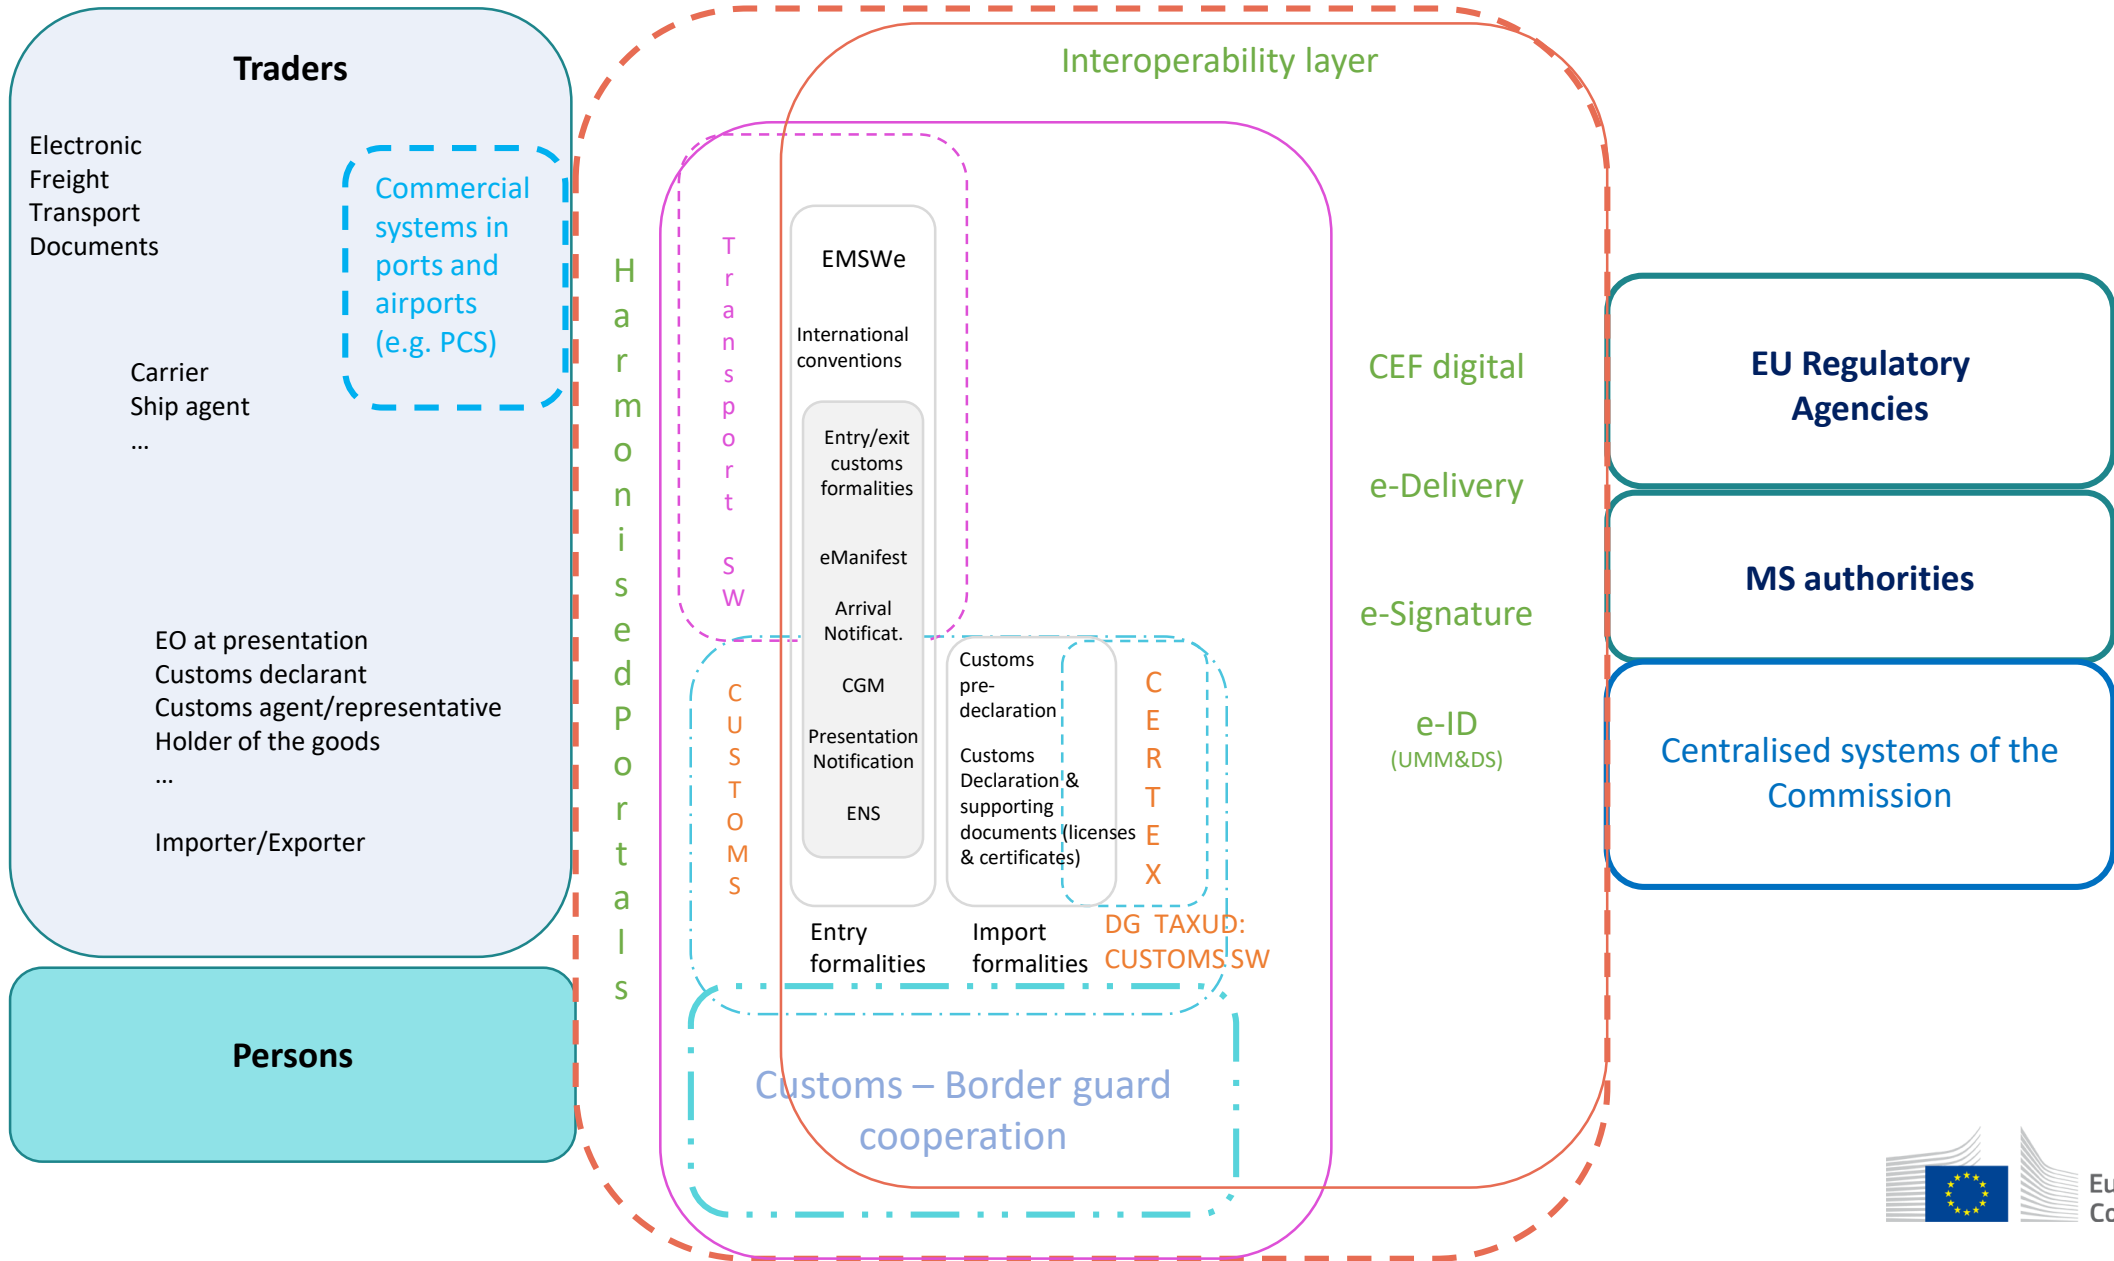 Traders
Electronic
Freight
Transport
Documents
Commercial
systems in
ports and
airports
(e.g. PCS)
Carrier
Ship agent
...
EO at presentation
Customs declarant
Customs agent/representative
Holder of the goods
...
Importer/Exporter
Persons
Harmonised Portals
Interoperability layer
Transport SW
EMSWe
International
conventions
Entry/exit
customs
formalities
eManifest
Arrival
Notificat.
CGM
Presentation
Notification
ENS
CUSTOMS
Customs
pre-
declaration
Customs
Declaration &
supporting
documents (licenses
& certificates)
CERTEX
Entry
formalities
Import
formalities
DG TAXUD:
CUSTOMS SW
Customs – Border guard
cooperation
CEF digital
e-Delivery
e-Signature
e-ID
(UMM&DS)
EU Regulatory
Agencies
MS authorities
Centralised systems of the
Commission
Eu
Co